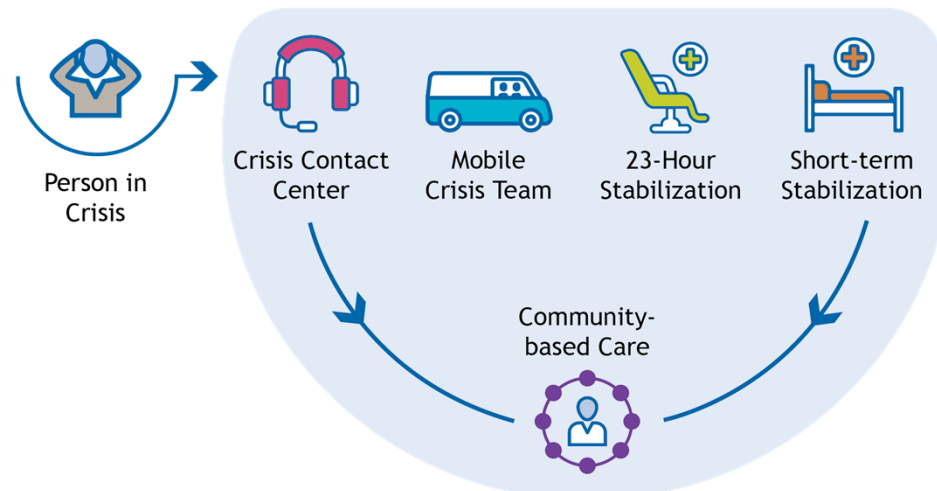 Person in
Crisis
Crisis Contact
Center
Mobile
Crisis Team
23-Hour
Stabilization
Short-term
Stabilization
Community-
based Care